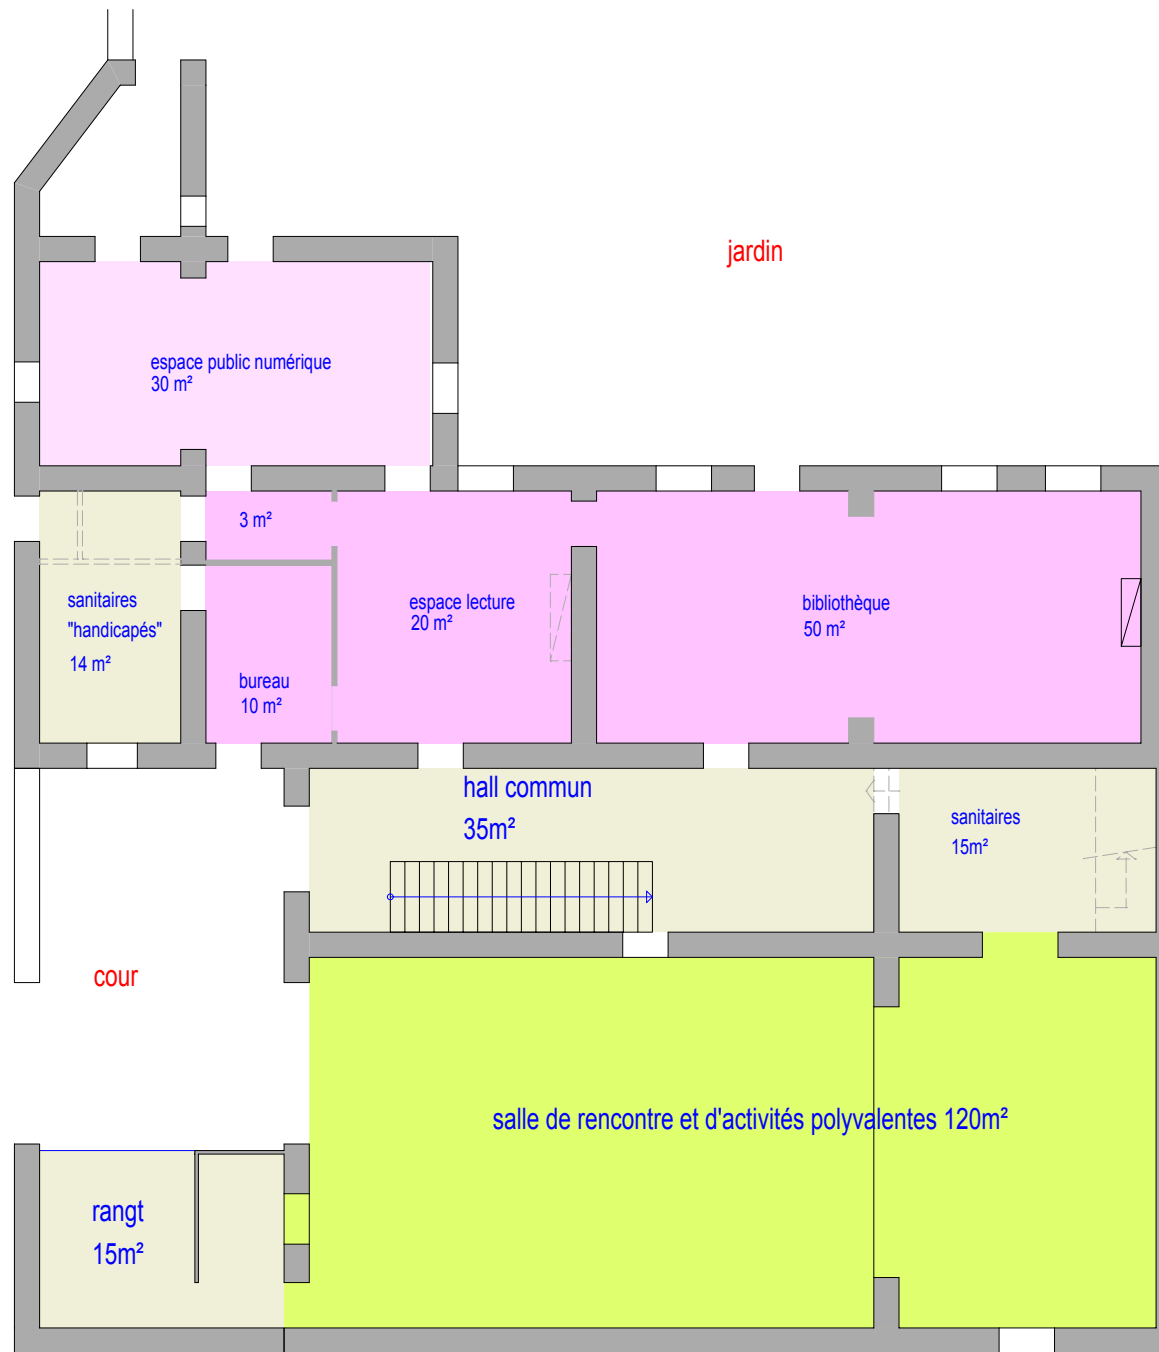 jardin
espace public numérique
30 m²
3 m²
sanitaires
"handicapés"
14 m²
espace lecture
20 m²
bibliothèque
50 m²
bureau
10 m²
hall commun
35m²
sanitaires
15m²
cour
salle de rencontre et d'activités polyvalentes 120m²
rangt
15m²